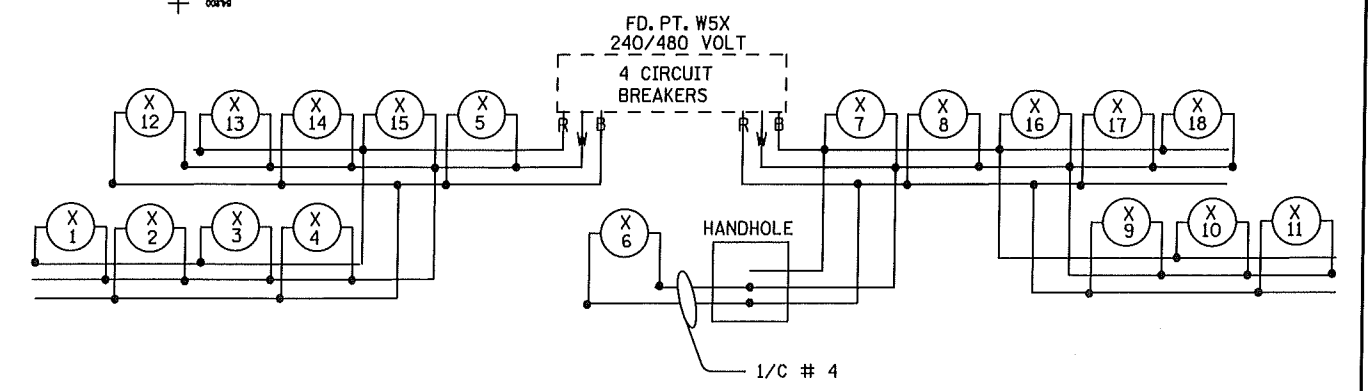 FD. PT. W5X
240/480 VOLT
4 CIRCUIT
BREAKERS
X 12
X 13
X 14
X 15
X 5
R W B
R W B
X 7
X 8
X 16
X 17
X 18
X 1
X 2
X 3
X 4
X 6
HANDHOLE
X 9
X 10
X 11
1/C # 4